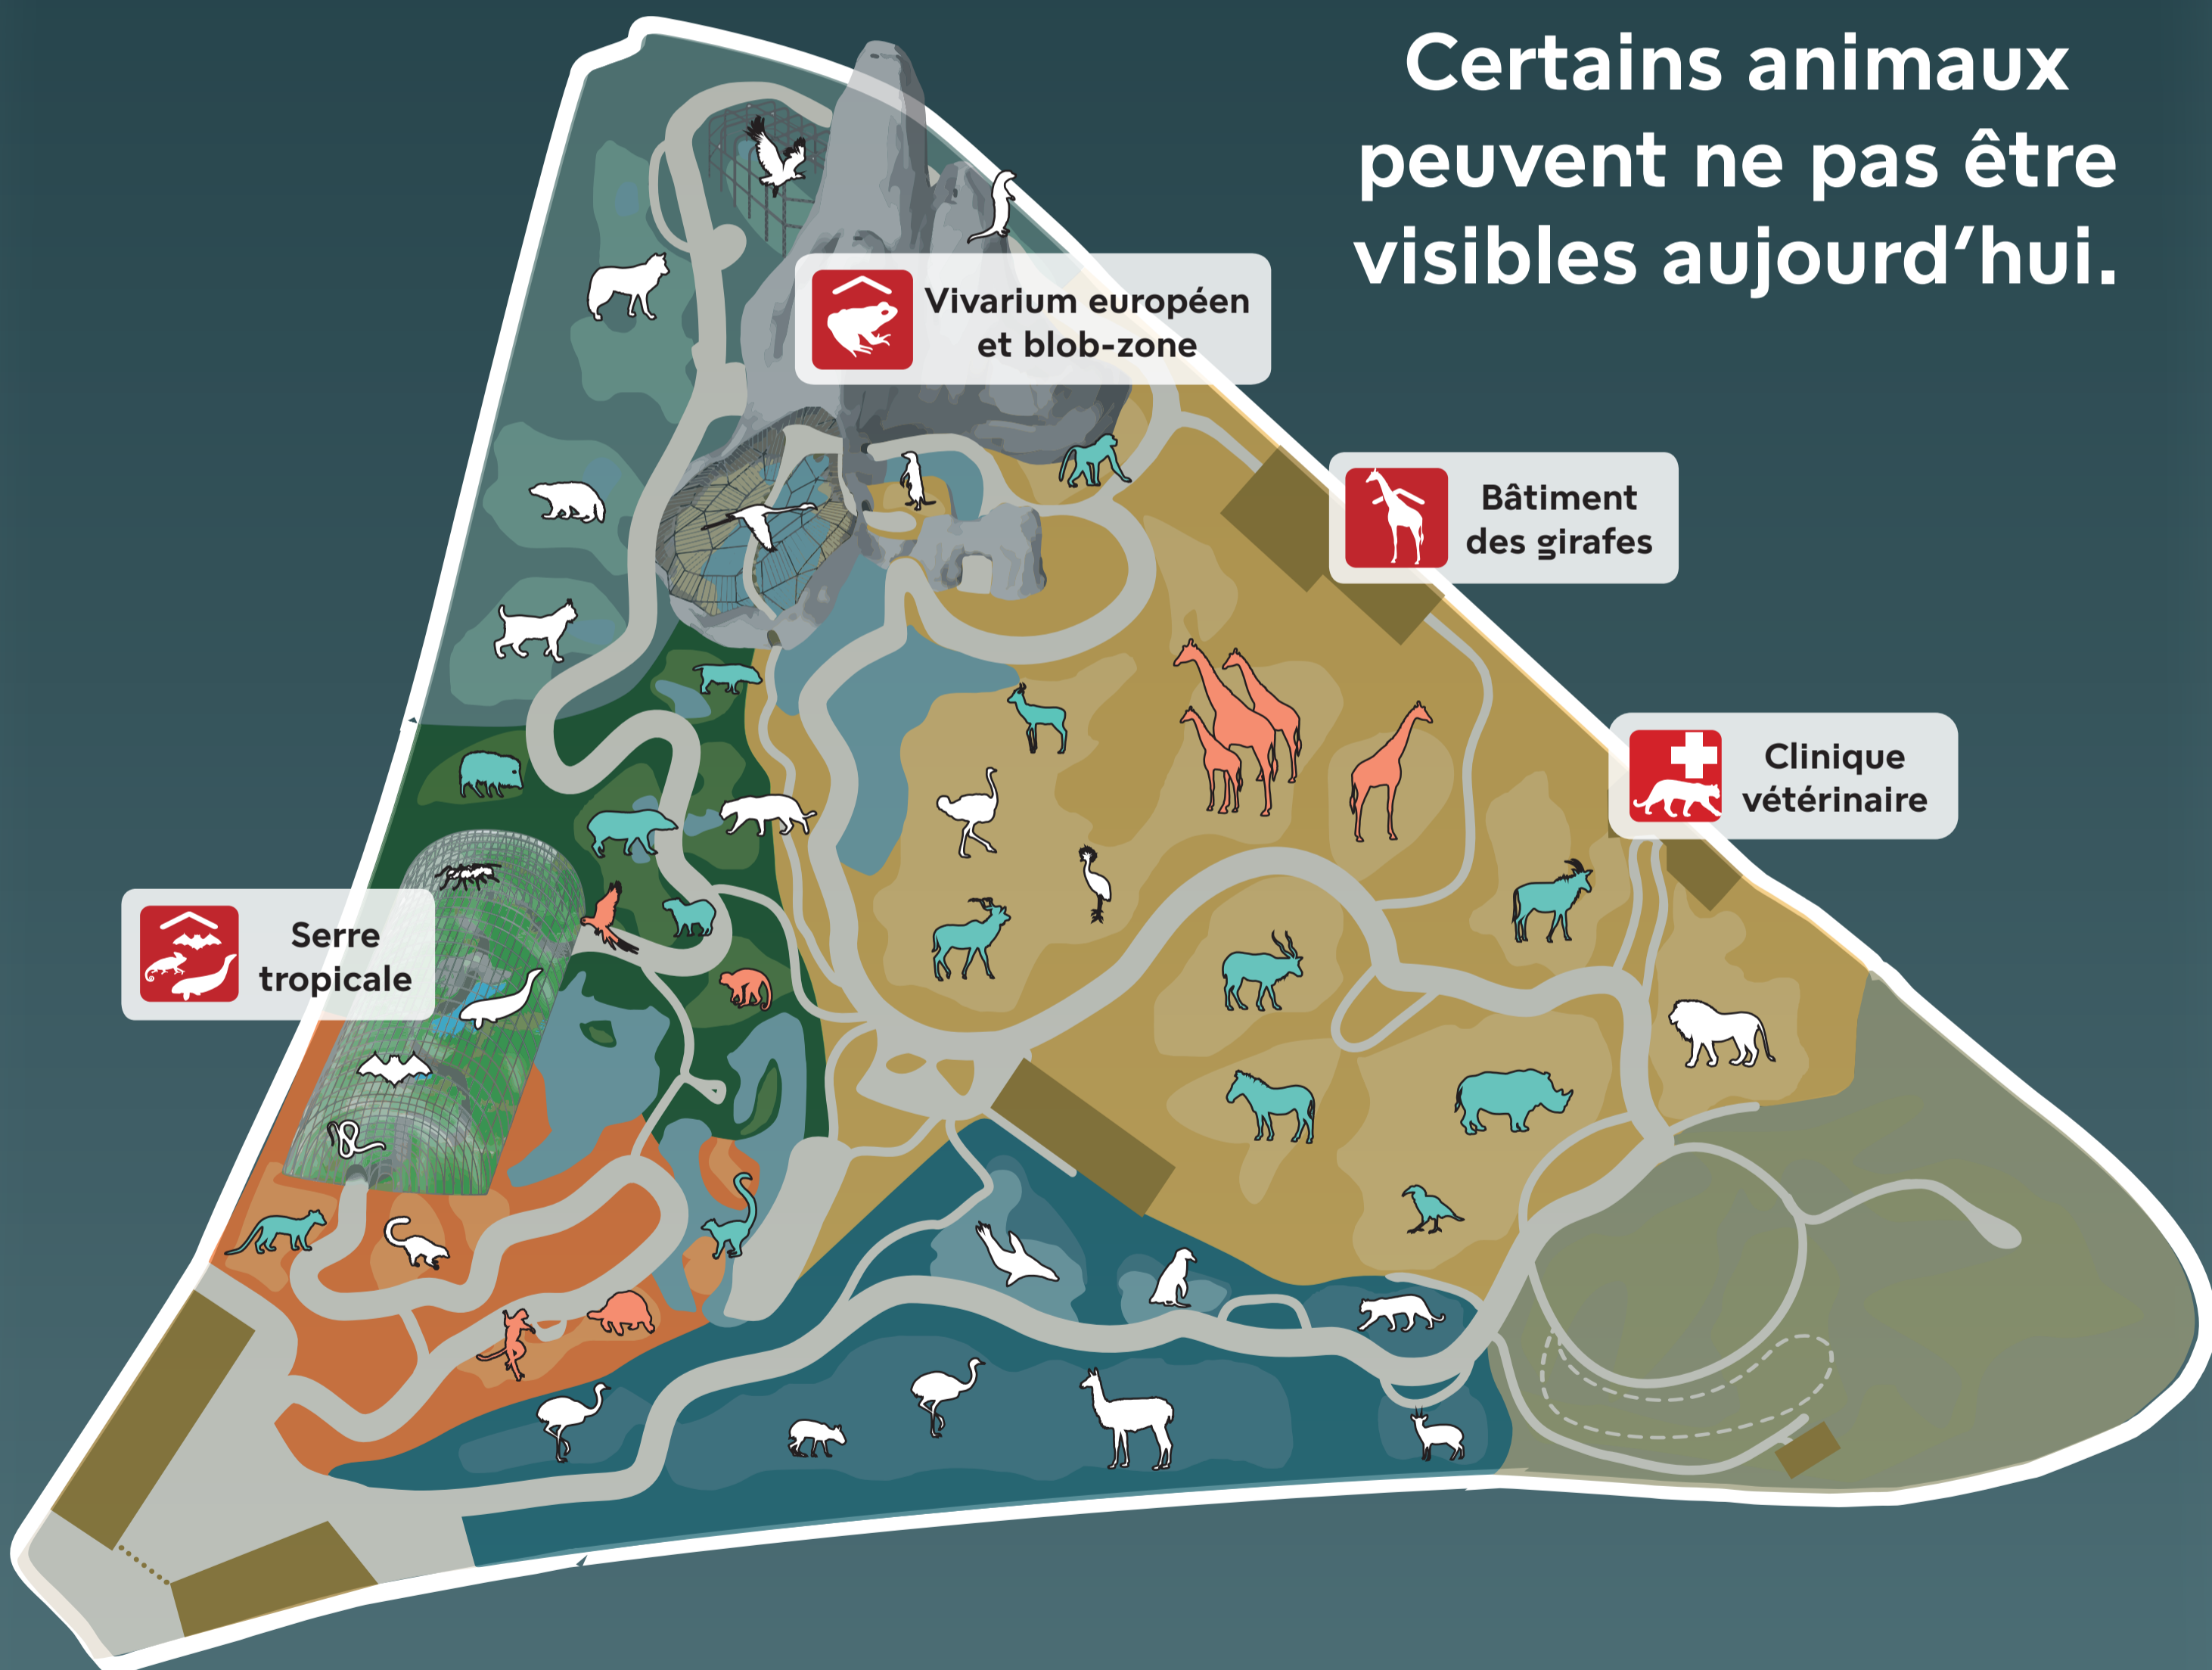 Certains animaux
peuvent ne pas être
visibles aujourd’hui.
Vivarium européen
et blob-zone
Bâtiment
des girafes
Clinique
vétérinaire
Serre
tropicale